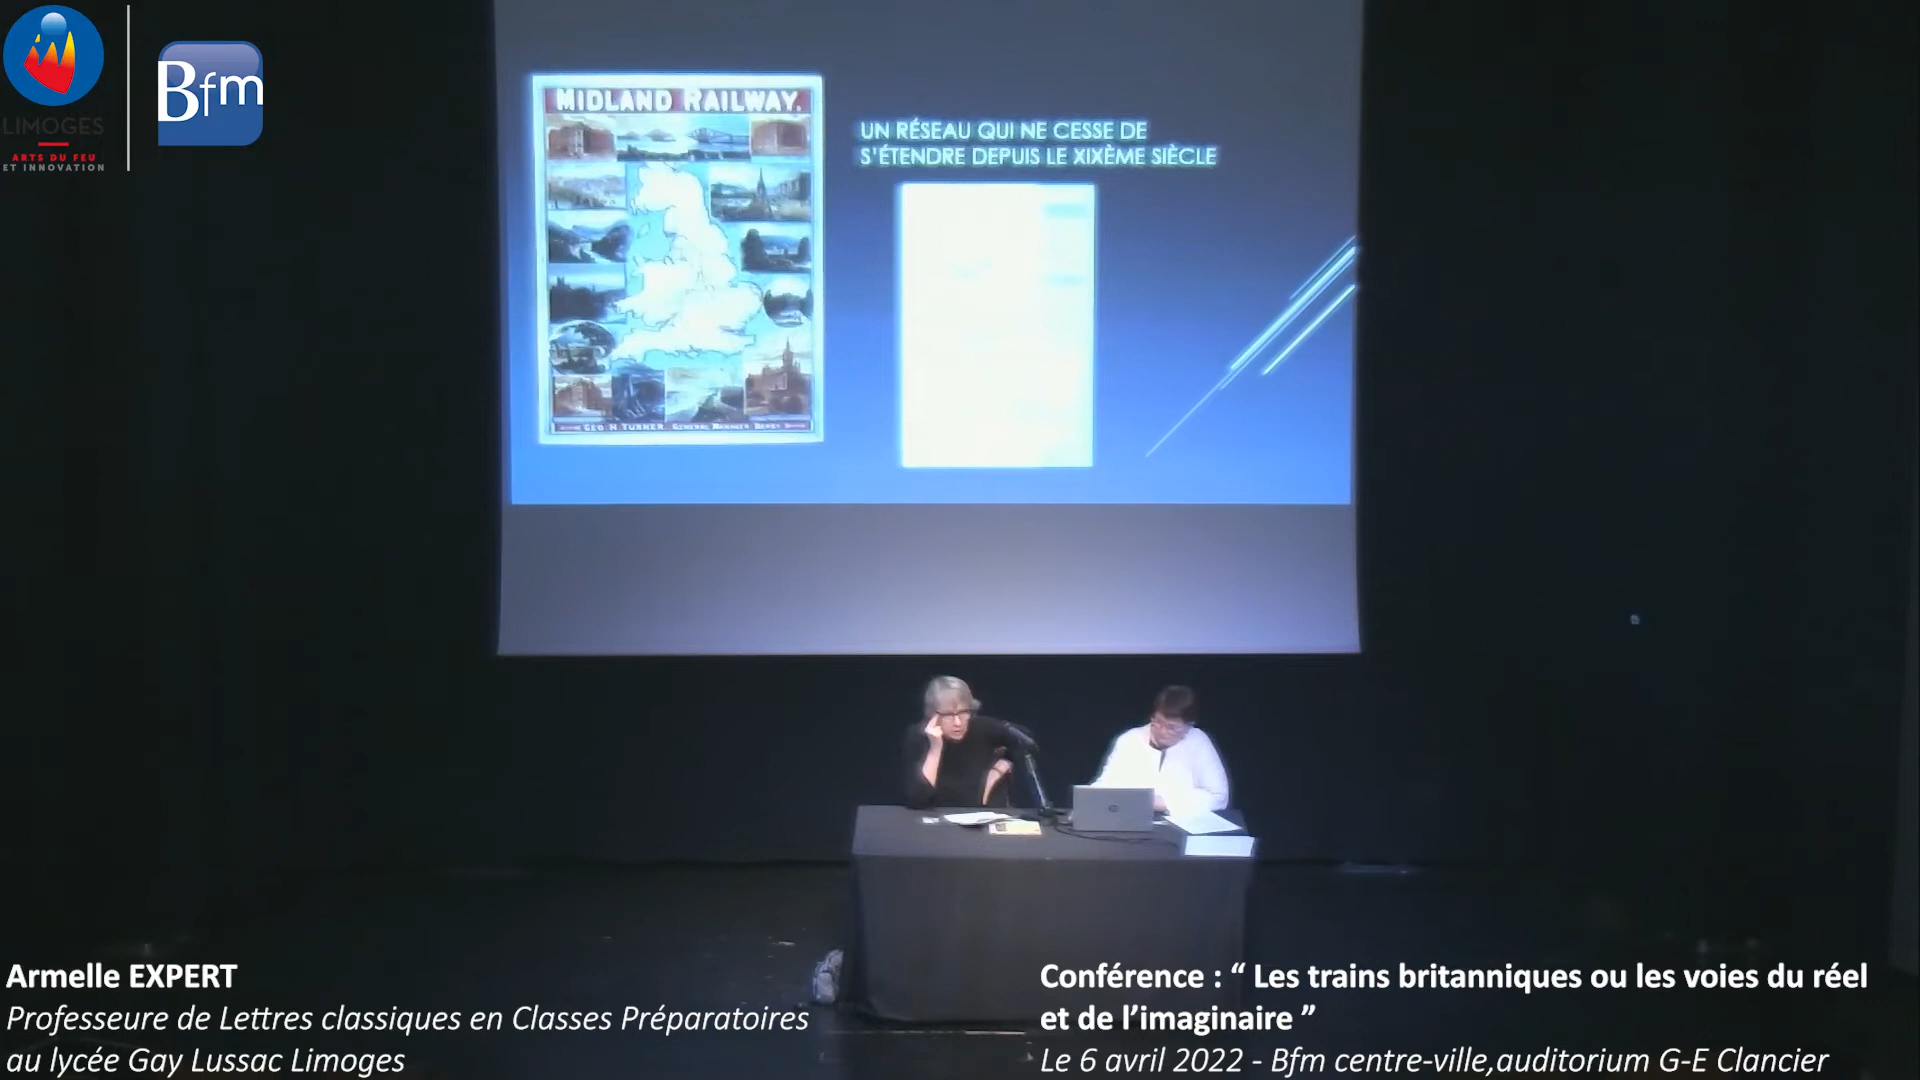 LIMOGES
ARTS DU FEU
ET INNOVATION
Bfm
MIDLAND RAILWAY.
GEO H TURNER. GENERAL MANAGER DERBY
UN RÉSEAU QUI NE CESSE DE
S'ÉTENDRE DEPUIS LE XIXÈME SIÈCLE
Armelle EXPERT
Professeure de Lettres classiques en Classes Préparatoires
au lycée Gay Lussac Limoges
Conférence : “ Les trains britanniques ou les voies du réel
et de l’imaginaire ”
Le 6 avril 2022 - Bfm centre-ville,auditorium G-E Clancier